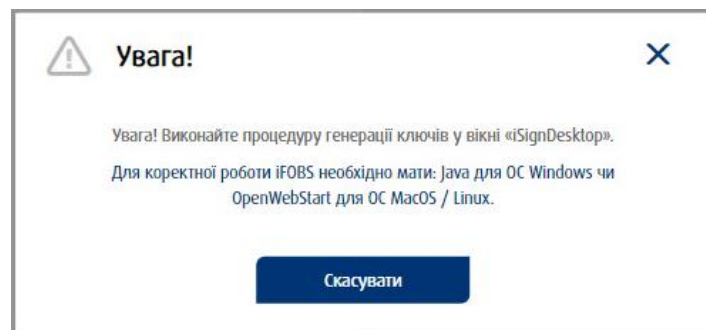 Увага!
Увага! Виконайте процедуру генерації ключів у вікні «iSignDesktop».
Для коректної роботи iFOBS необхідно мати: Java для ОС Windows чи
OpenWebStart для ОС MacOS / Linux.
Скасувати